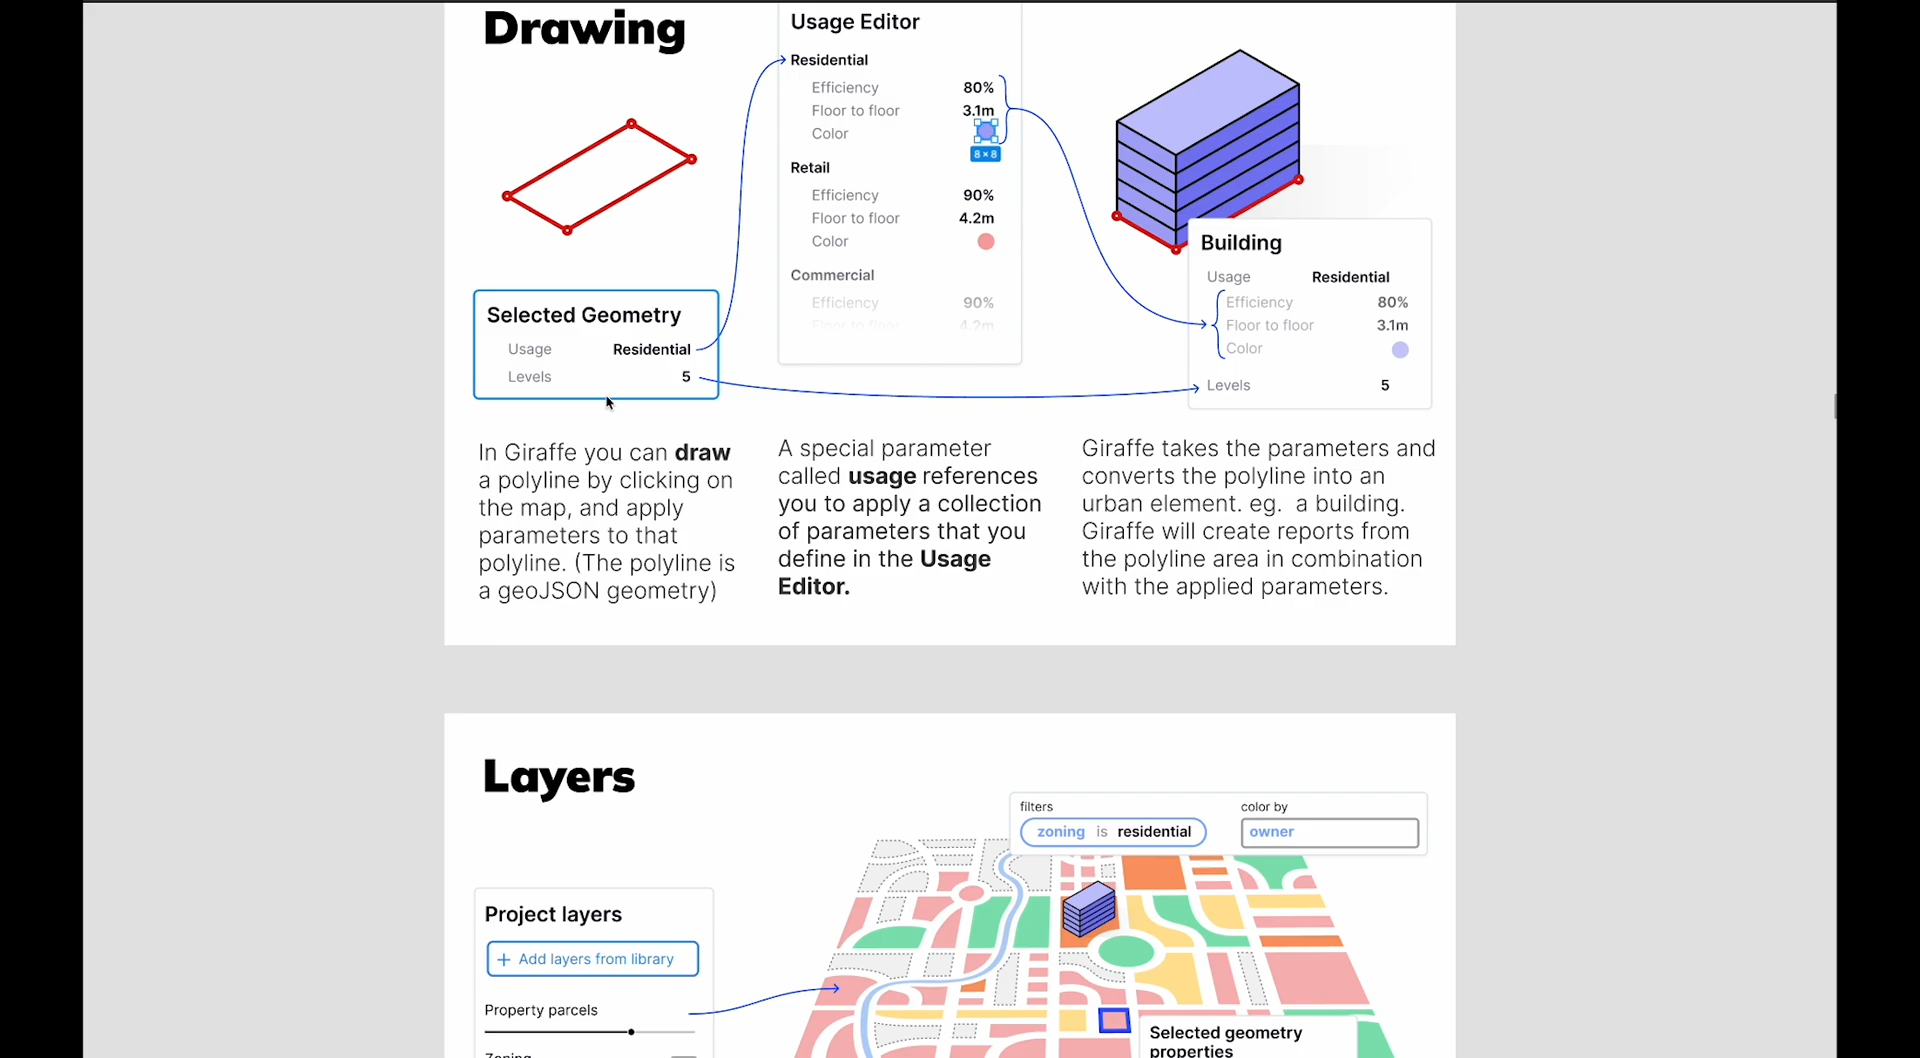 Drawing
Usage Editor
Residential
Efficiency 80%
Floor to floor 3.1m
Color
8 × 8
Retail
Efficiency 90%
Floor to floor 4.2m
Color
Commercial
Efficiency 90%
Floor to floor 4.2m
Selected Geometry
Usage Residential
Levels 5
Building
Usage Residential
Efficiency 80%
Floor to floor 3.1m
Color
Levels 5
In Giraffe you can draw
a polyline by clicking on
the map, and apply
parameters to that
polyline. (The polyline is
a geoJSON geometry)
A special parameter
called usage references
you to apply a collection
of parameters that you
define in the Usage
Editor.
Giraffe takes the parameters and
converts the polyline into an
urban element. eg. a building.
Giraffe will create reports from
the polyline area in combination
with the applied parameters.
Layers
filters
zoning is residential
color by
owner
Project layers
+ Add layers from library
Property parcels
Zoning
Selected geometry
properties